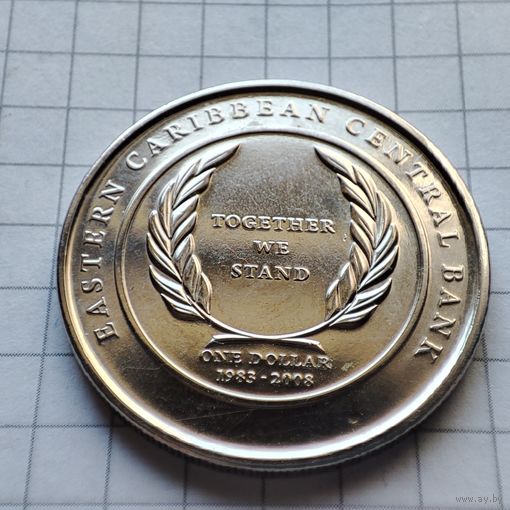 EASTERN CARIBBEAN CENTRAL BANK
TOGETHER
WE
STAND
ONE DOLLAR
1983-2008
www.ay.by